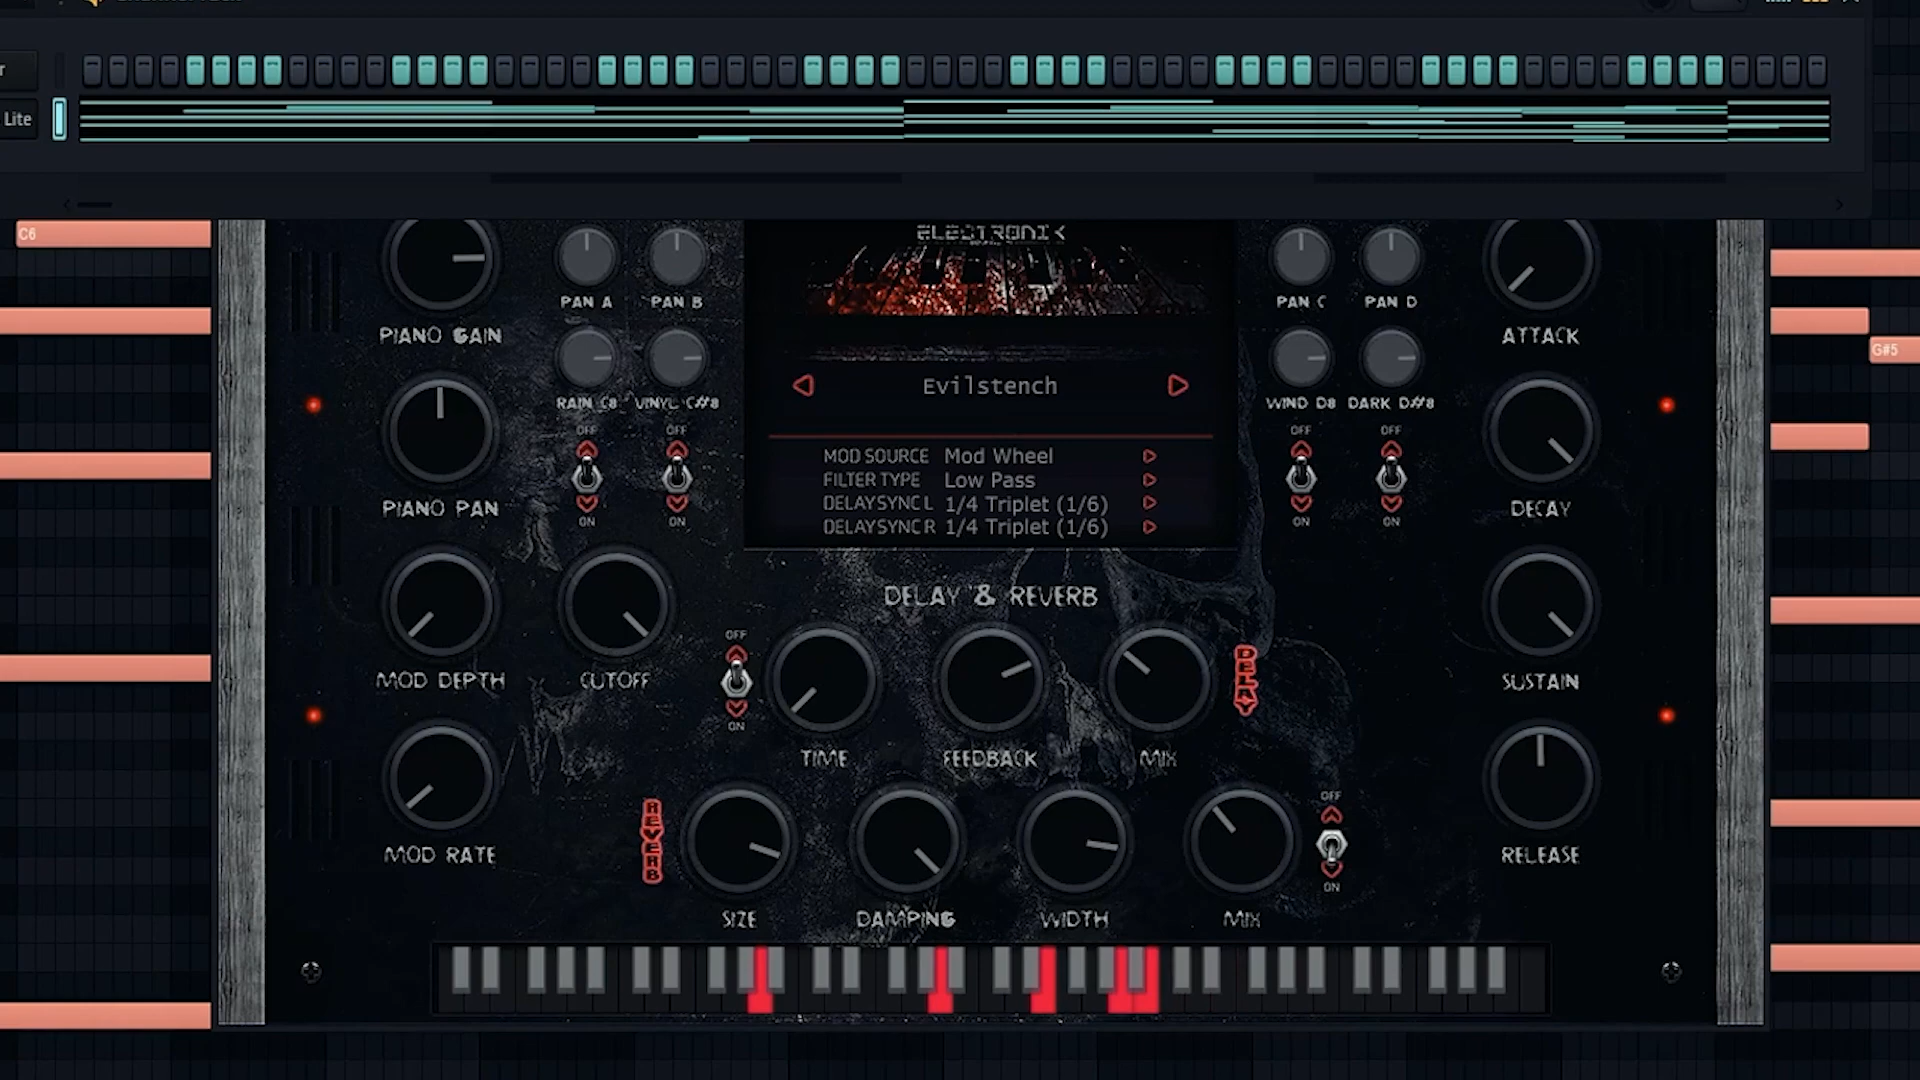 r
Lite
C6
ELECTRONIK
PAN A
PAN B
PAN C
PAN D
PIANO GAIN
ATTACK
G#5
Evilstench
RAIN C8
VINYL C#8
WIND D8
DARK D#8
OFF
OFF
OFF
OFF
MOD SOURCE Mod Wheel
FILTER TYPE Low Pass
DELAYSYNC L 1/4 Triplet (1/6)
DELAYSYNC R 1/4 Triplet (1/6)
PIANO PAN
ON
ON
ON
ON
DECAY
DELAY & REVERB
OFF
MOD DEPTH
CUTOFF
DELAY
SUSTAIN
ON
TIME
FEEDBACK
MIX
OFF
REVERB
MOD RATE
RELEASE
ON
SIZE
DAMPING
WIDTH
MIX